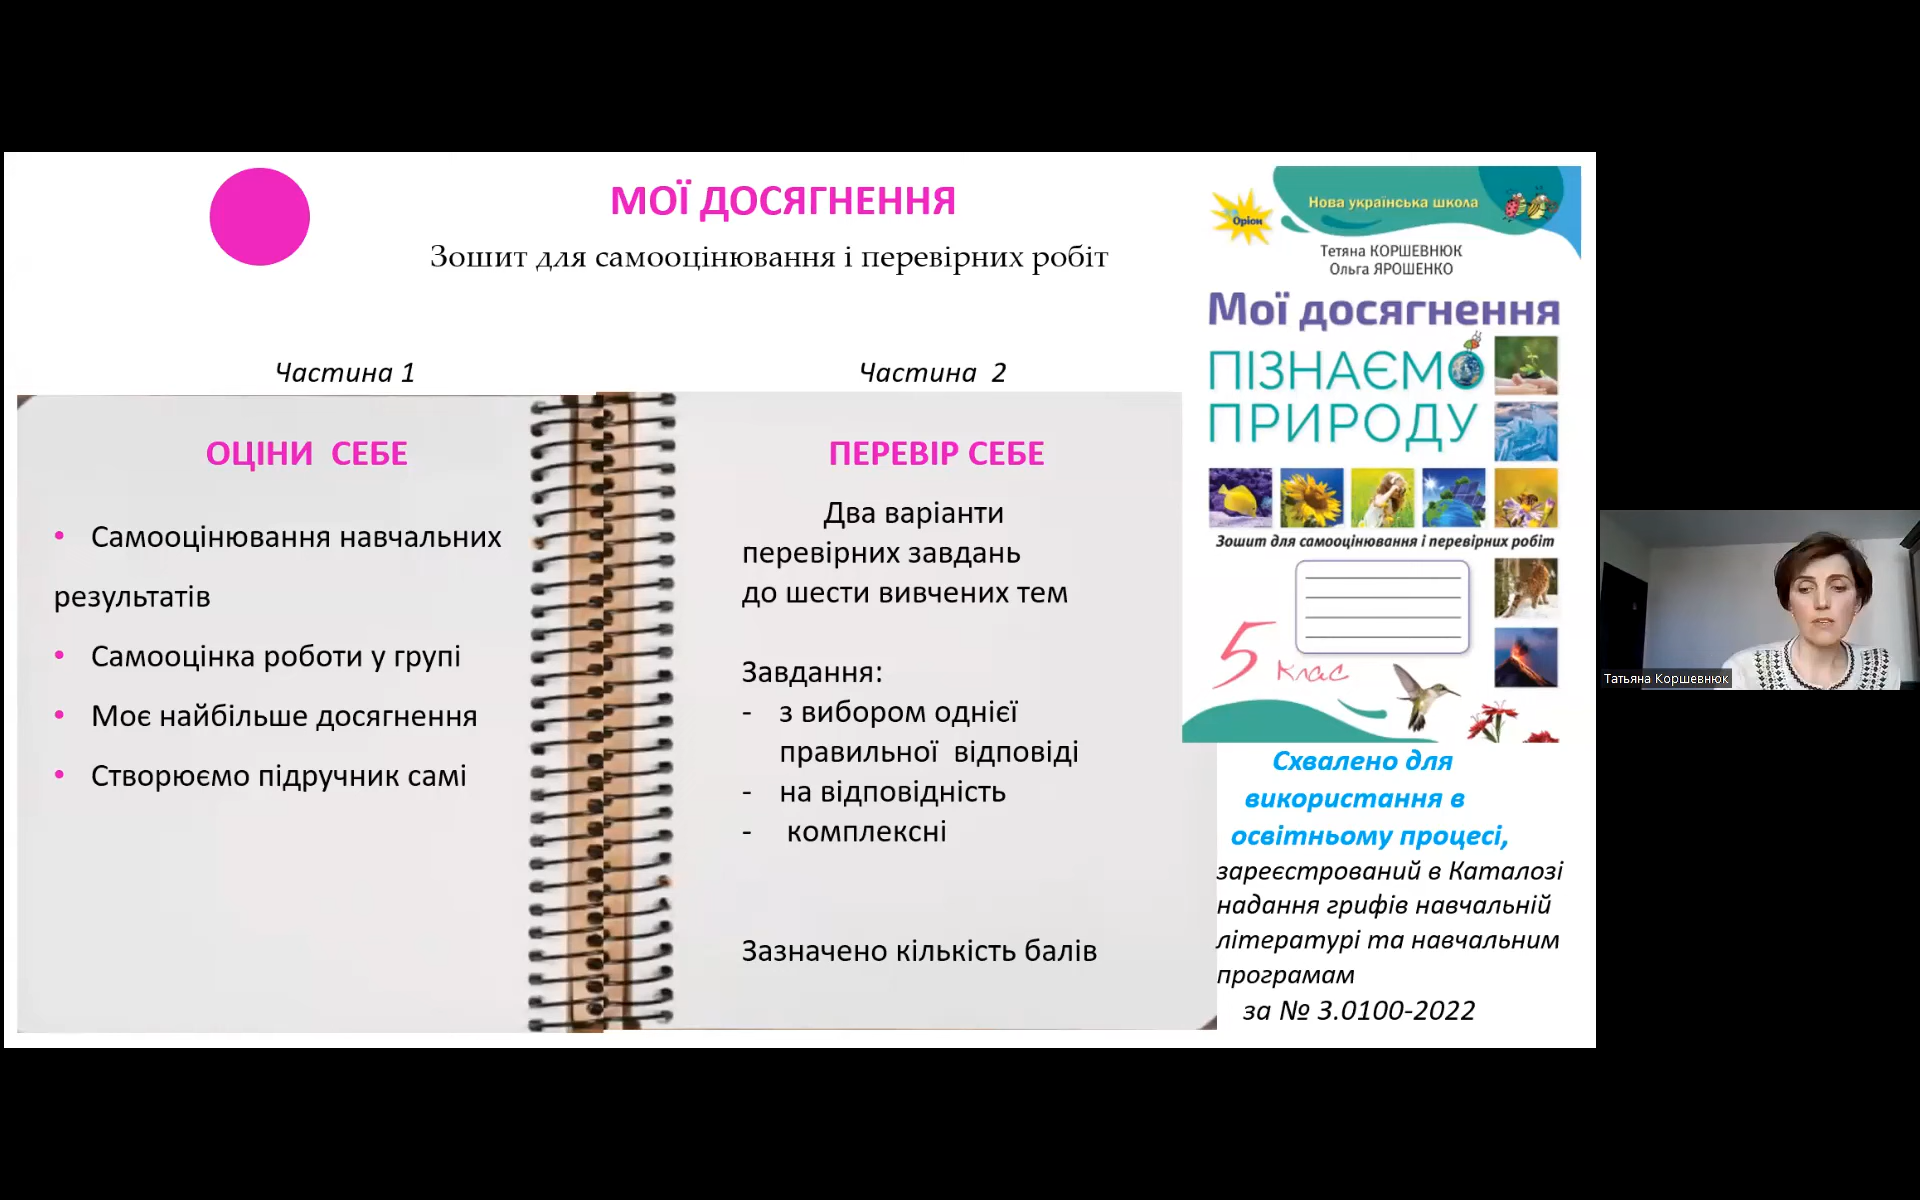 МОЇ ДОСЯГНЕННЯ
Зошит для самооцінювання і перевірних робіт
Частина 1
ОЦІНИ СЕБЕ
• Самооцінювання навчальних
результатів
• Самооцінка роботи у групі
• Моє найбільше досягнення
• Створюємо підручник самі
Частина 2
ПЕРЕВІР СЕБЕ
Два варіанти
перевірних завдань
до шести вивчених тем
Завдання:
- з вибором однієї
правильної відповіді
- на відповідність
- комплексні
Зазначено кількість балів
Оріон
Нова українська школа
Тетяна КОРШЕВНЮК
Ольга ЯРОШЕНКО
Мої досягнення
ПІЗНАЄМО
ПРИРОДУ
Зошит для самооцінювання і перевірних робіт
5 клас
Схвалено для
використання в
освітньому процесі,
зареєстрований в Каталозі
надання грифів навчальній
літературі та навчальним
програмам
за № 3.0100-2022
Татьяна Коршевнюк